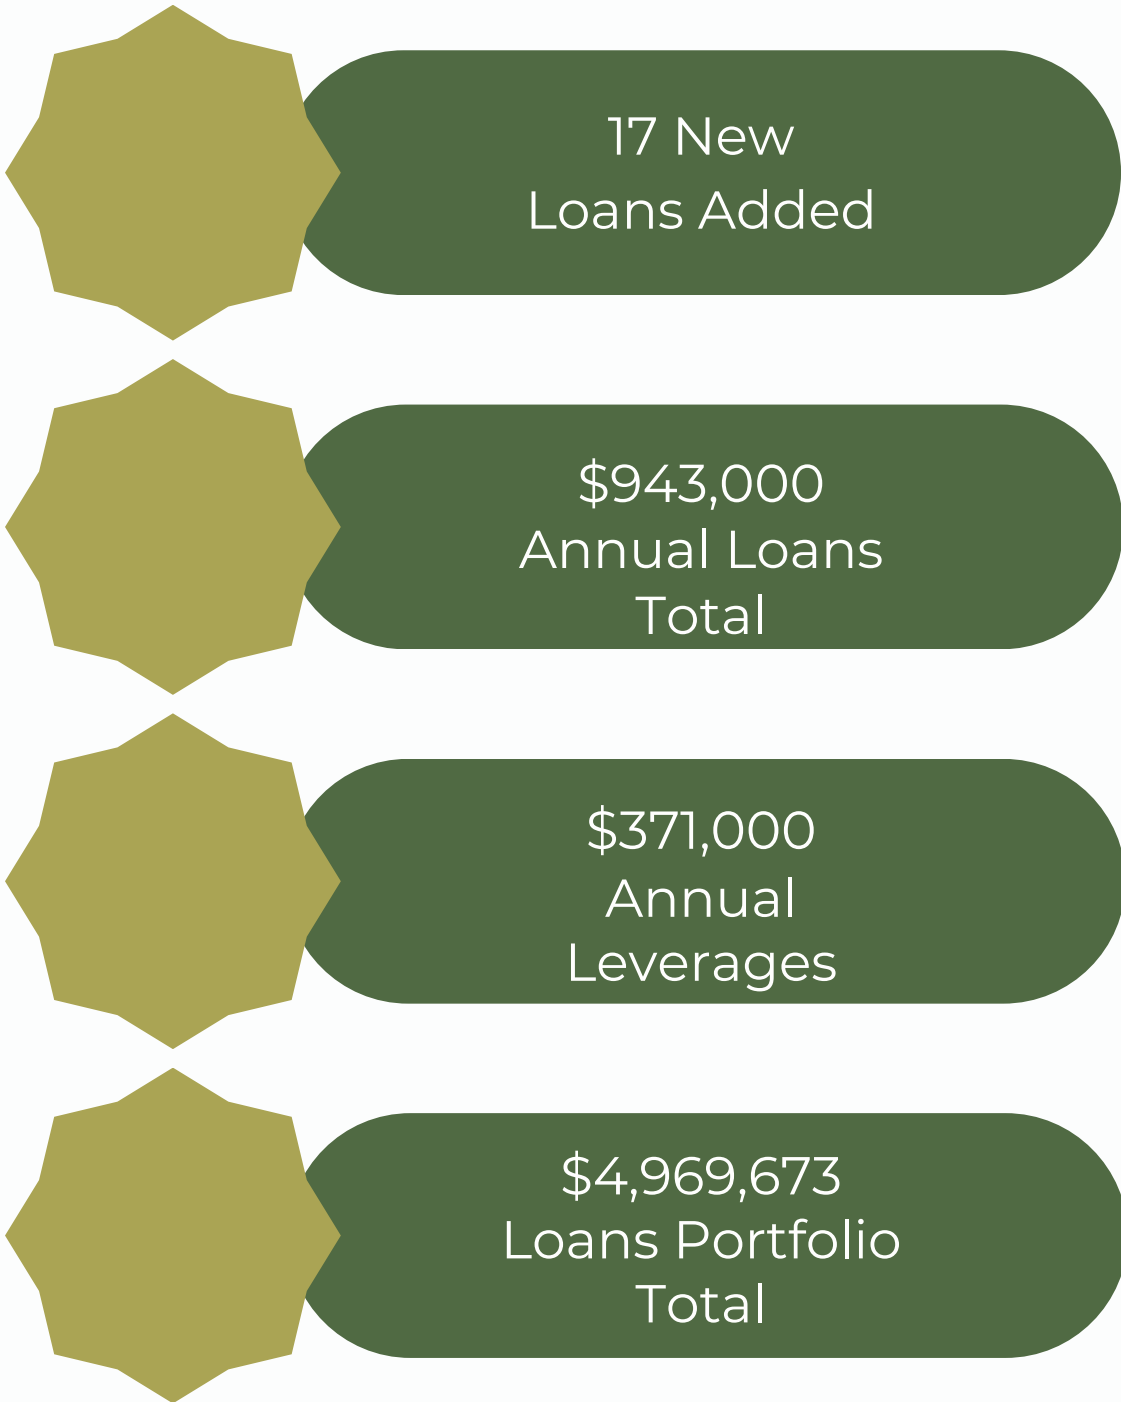 17 New
Loans Added
$943,000
Annual Loans
Total
$371,000
Annual
Leverages
$4,969,673
Loans Portfolio
Total